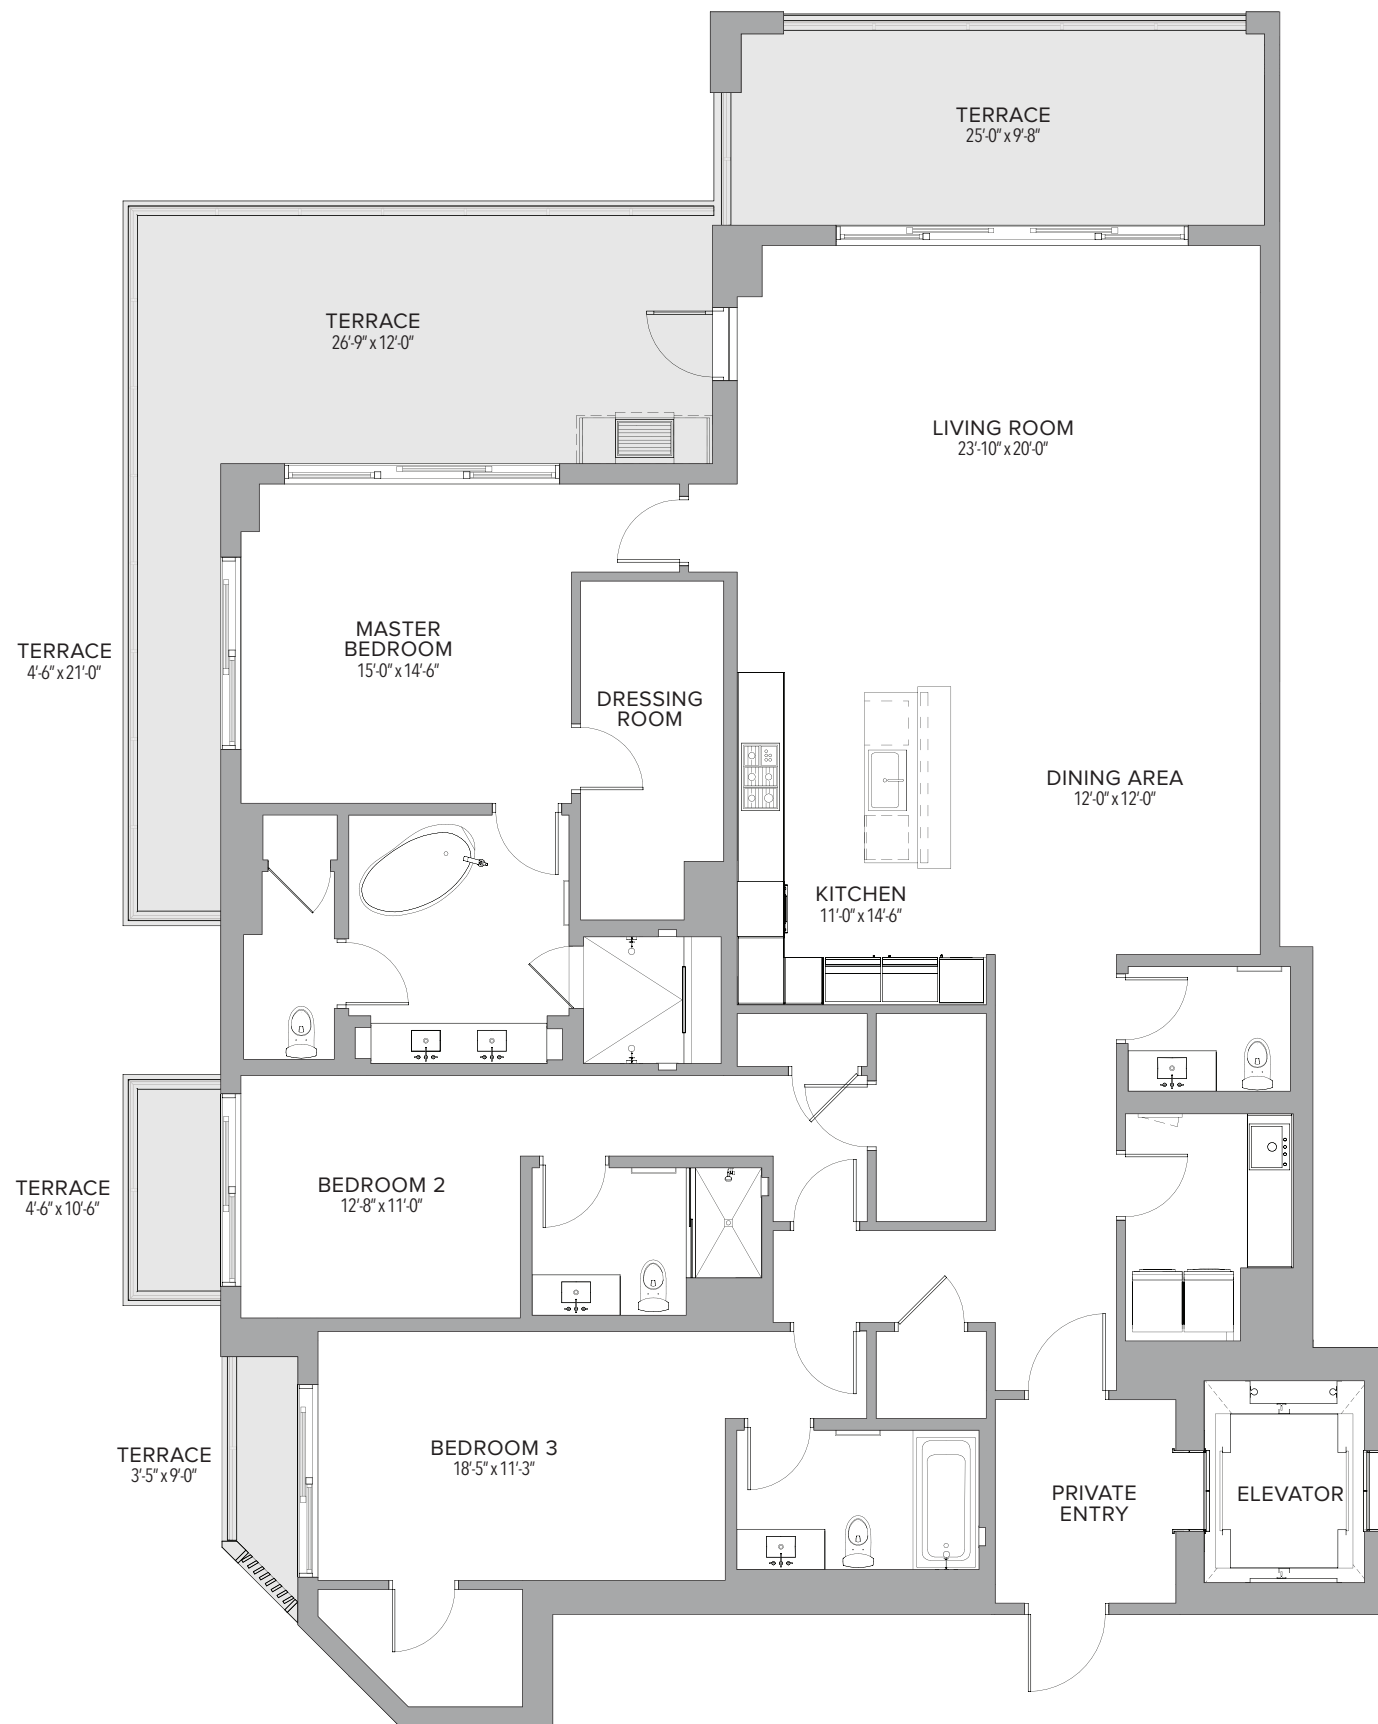 TERRACE
25'-0" x 9'-8"
TERRACE
26'-9" x 12'-0"
LIVING ROOM
23'-10" x 20'-0"
MASTER
BEDROOM
15'-0" x 14'-6"
TERRACE
4'-6" x 21'-0"
DRESSING
ROOM
DINING AREA
12'-0" x 12'-0"
KITCHEN
11'-0" x 14'-6"
BEDROOM 2
12'-8" x 11'-0"
TERRACE
4'-6" x 10'-6"
BEDROOM 3
18'-5" x 11'-3"
TERRACE
3'-5" x 9'-0"
PRIVATE
ENTRY
ELEVATOR